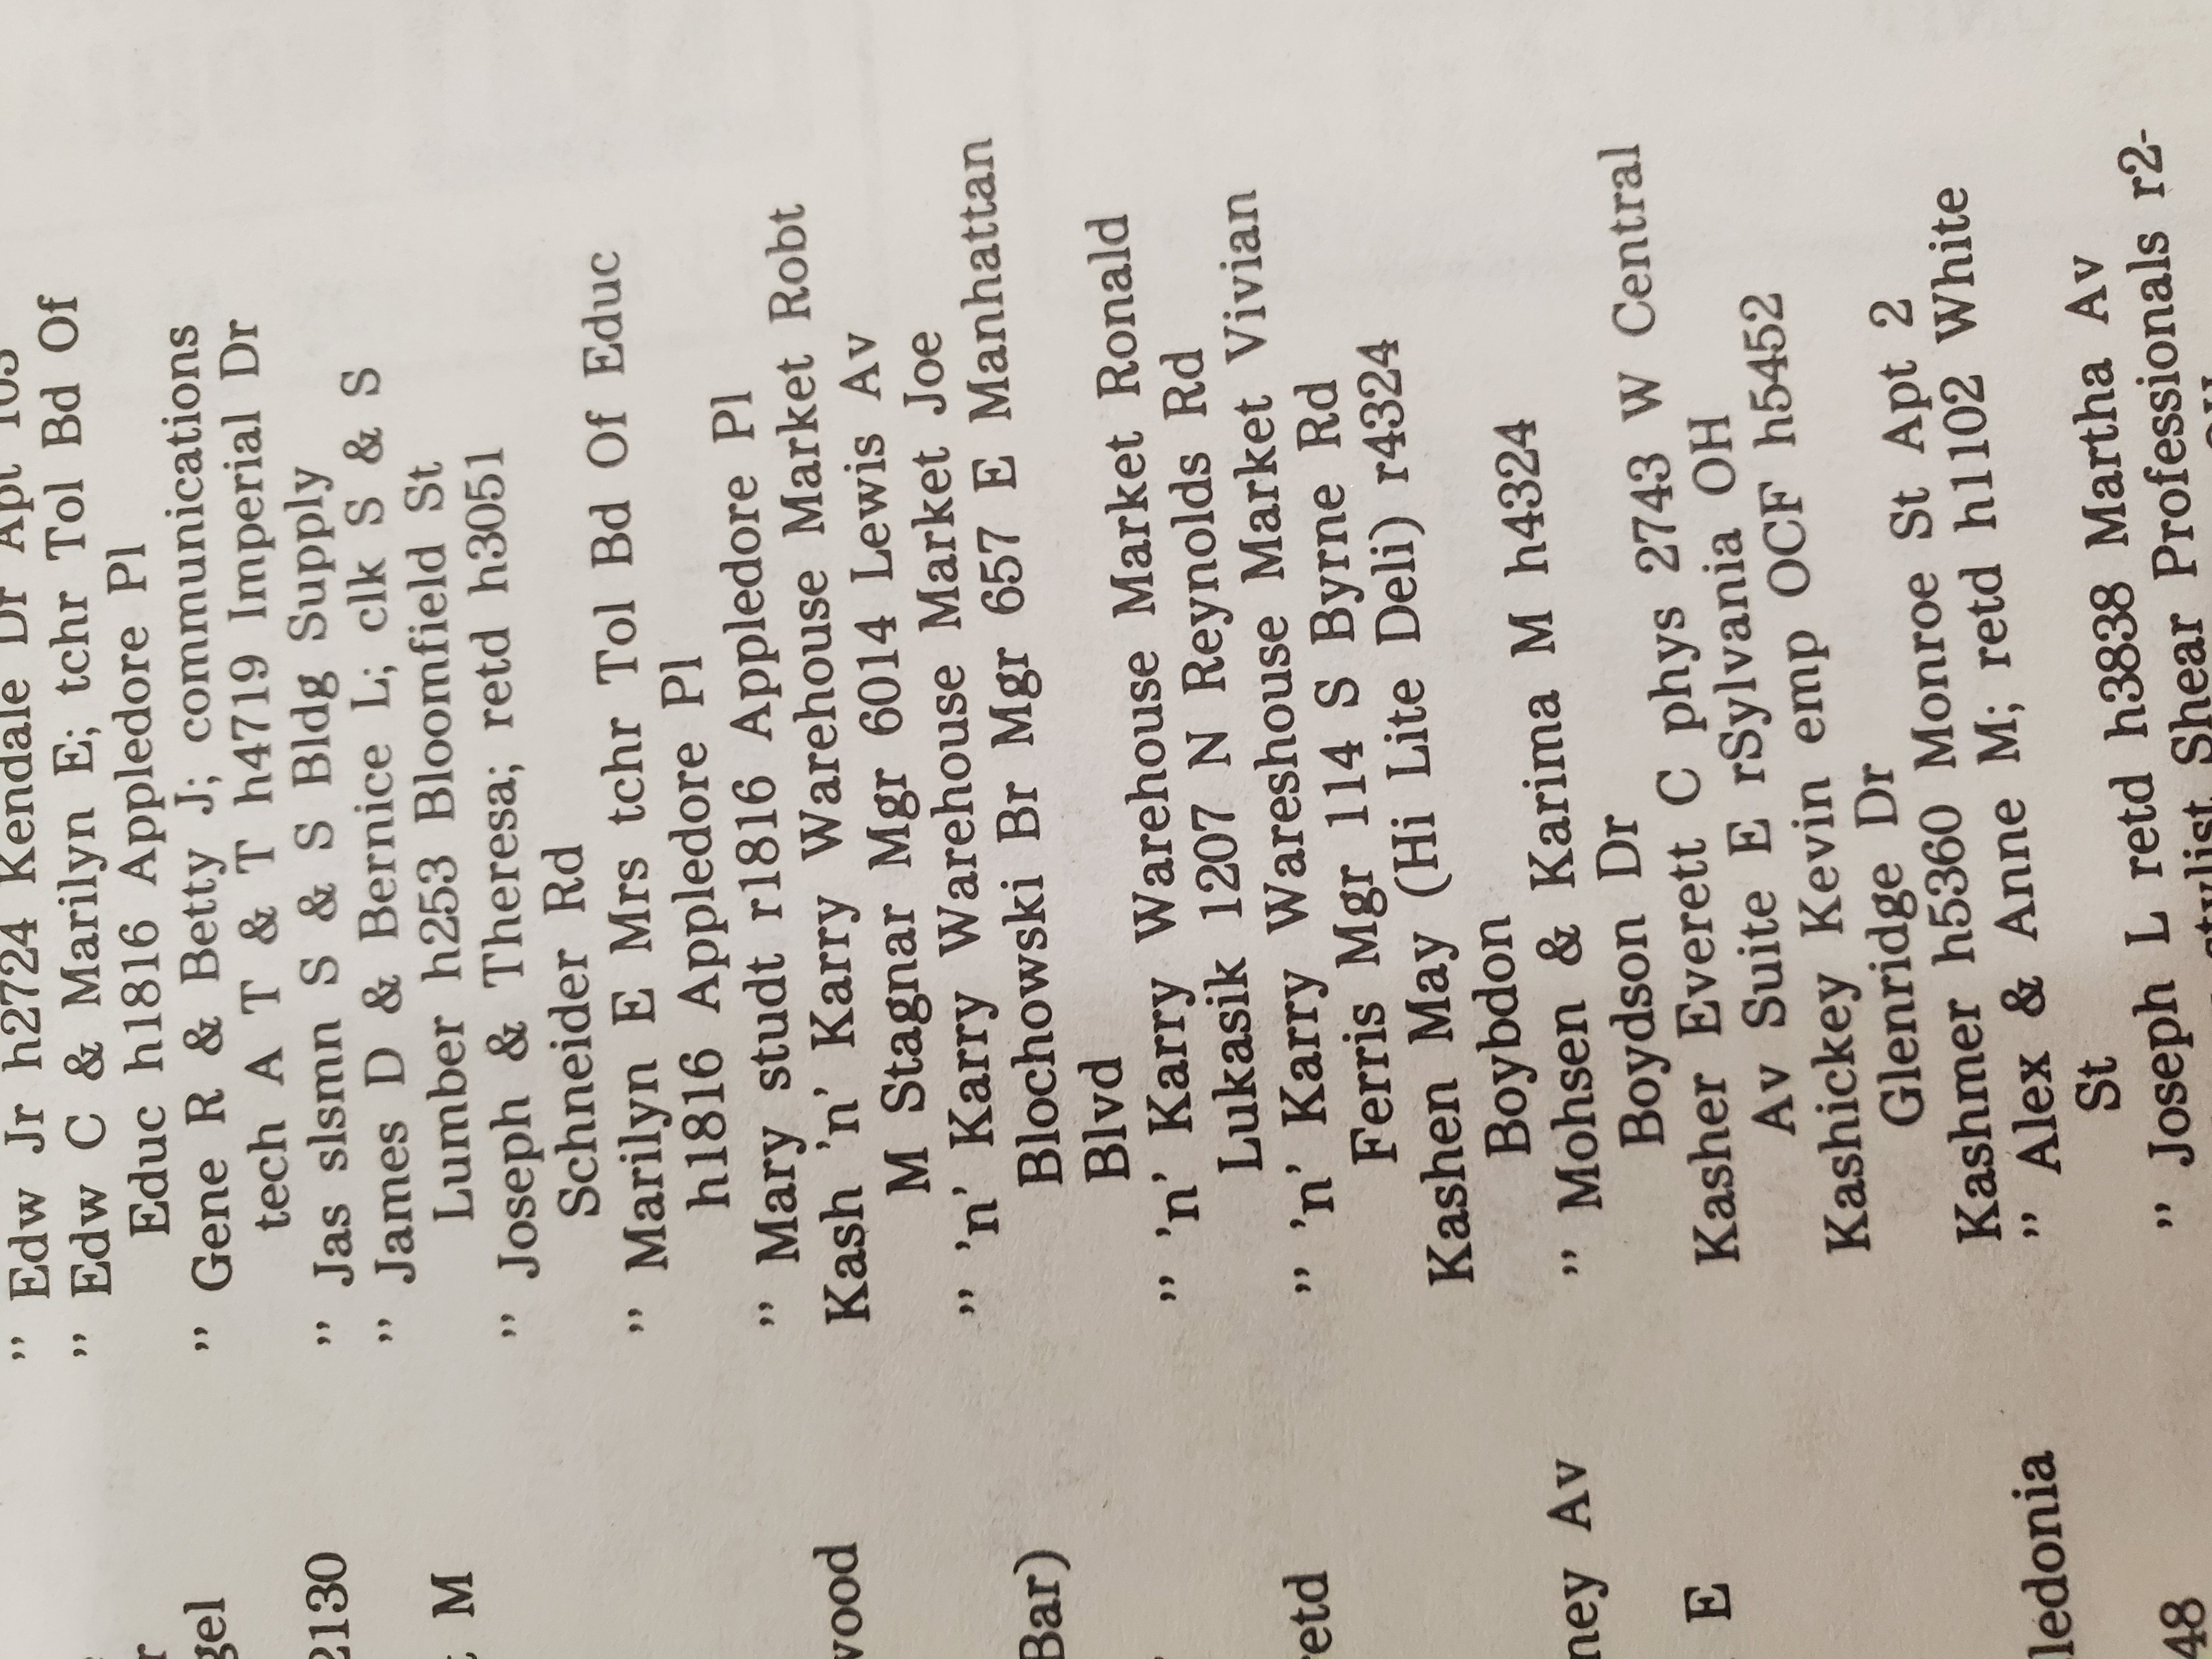 „ Edw Jr h2724 Kendale Dr Apt 103
„ Edw C & Marilyn E; tchr Tol Bd Of
Educ h1816 Appledore Pl
„ Gene R & Betty J; communications
tech A T & T h4719 Imperial Dr
„ Jas slsmn S & S Bldg Supply
„ James D & Bernice L; clk S & S
Lumber h253 Bloomfield St
„ Joseph & Theresa; retd h3051
Schneider Rd
„ Marilyn E Mrs tchr Tol Bd Of Educ
h1816 Appledore Pl
„ Mary studt r1816 Appledore Pl
Kash 'n' Karry Warehouse Market Robt
M Stagnar Mgr 6014 Lewis Av
„ 'n' Karry Warehouse Market Joe
Blochowski Br Mgr 657 E Manhattan
Blvd
„ 'n' Karry Warehouse Market Ronald
Lukasik 1207 N Reynolds Rd
„ 'n' Karry Wareshouse Market Vivian
Ferris Mgr 114 S Byrne Rd
Kashen May (Hi Lite Deli) r4324
Boybdon
„ Mohsen & Karima M h4324
Boydson Dr
Kasher Everett C phys 2743 W Central
Av Suite E rSylvania OH
Kashickey Kevin emp OCF h5452
Glenridge Dr
Kashmer h5360 Monroe St Apt 2
„ Alex & Anne M; retd h1102 White
St
„ Joseph L retd h3838 Martha Av
stylist Shear Professionals r2-
gel
2130
M
wood
Bar)
retd
ney Av
E
ledonia
48